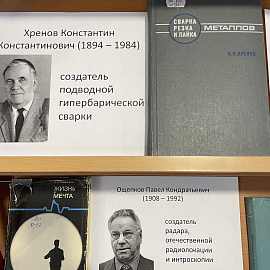 Хренов Константин
Константинович (1894 – 1984)
создатель
подводной
гипербарической
сварки
СВАРКА
РЕЗКА
И ПАЙКА
МЕТАЛЛОВ
К.К.ХРЕНОВ
ЖИЗНЬ
МЕЧТА
Ощепков Павел Кондратьевич
(1908 – 1992)
создатель
радара,
отечественной
радиолокации
и интроскопии